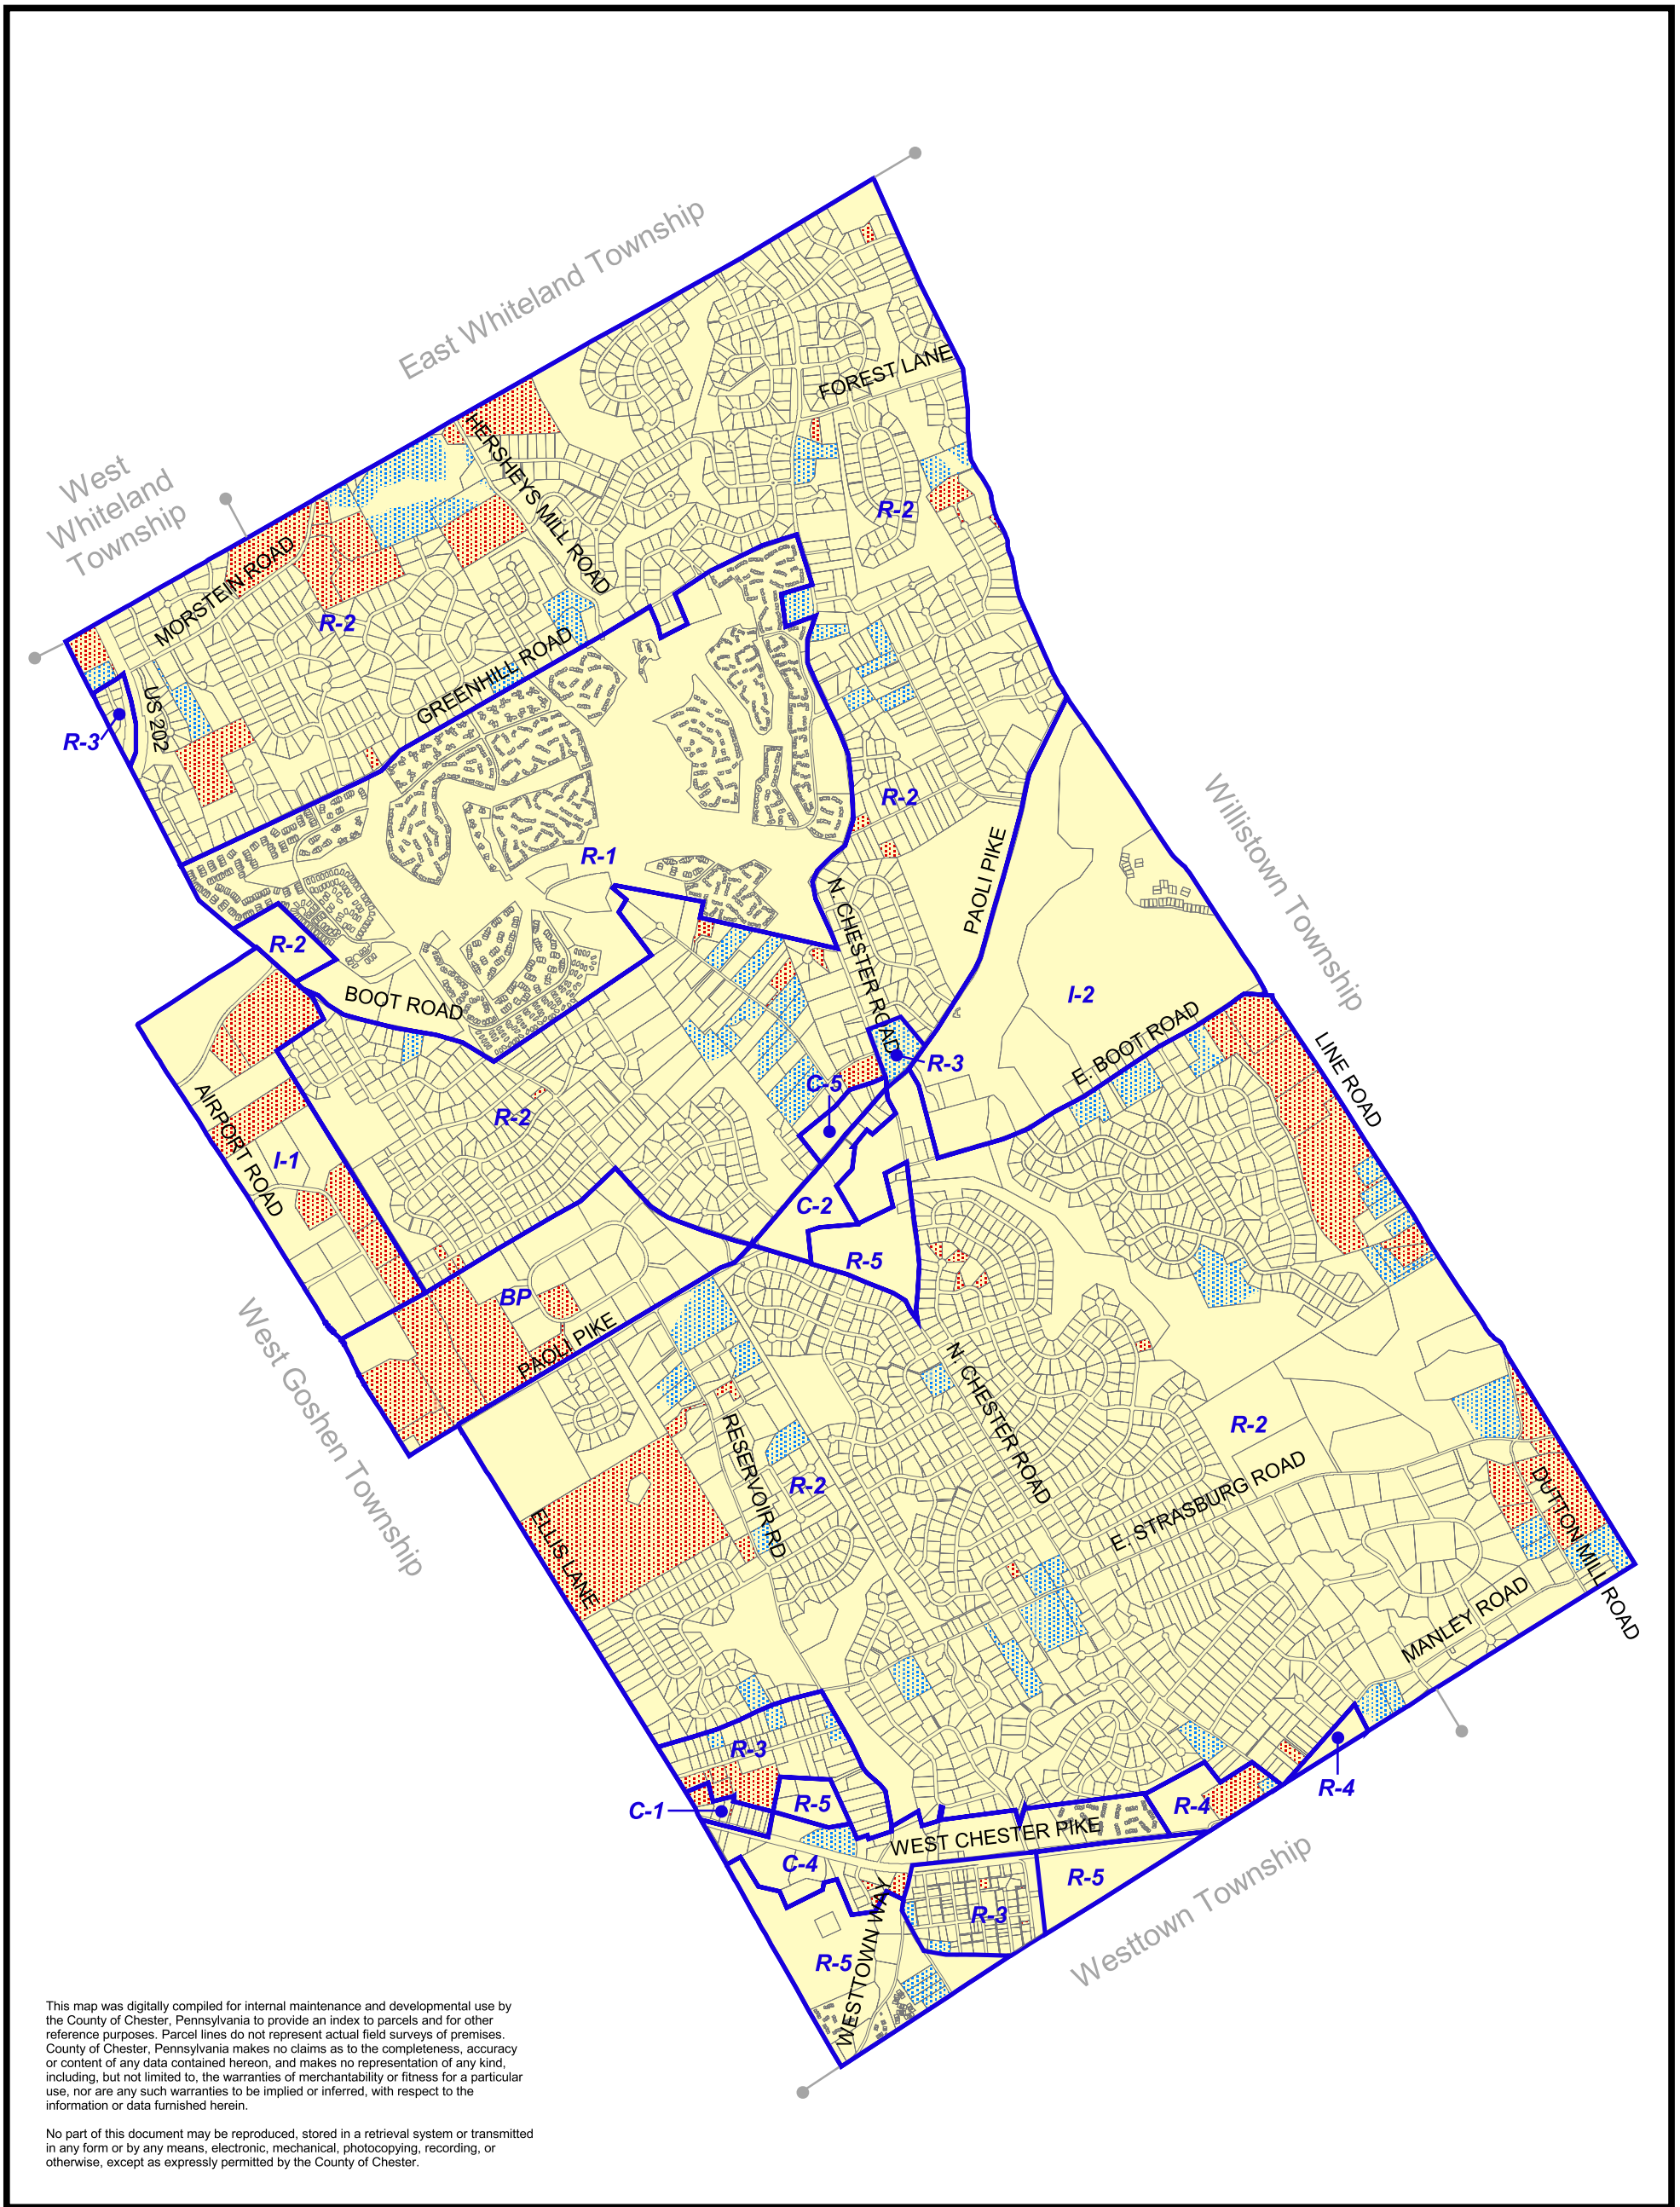 East Whiteland Township
FOREST LANE
HERSHEYS MILL ROAD
West
Whiteland
Township
R-2
MORSTEIN ROAD
R-2
GREENHILL ROAD
US 202
R-3
R-2
Willistown Township
PAOLI PIKE
R-1
N. CHESTER ROAD
R-2
BOOT ROAD
I-2
E. BOOT ROAD
LINE ROAD
R-3
C-5
AIRPORT ROAD
R-2
I-1
C-2
R-5
BP
PAOLI PIKE
West Goshen Township
N. CHESTER ROAD
RESERVOIR RD
R-2
R-2
E. STRASBURG ROAD
ELLIS LANE
DUTTON MILL ROAD
MANLEY ROAD
R-3
R-4
C-1
R-5
R-4
WEST CHESTER PIKE
C-4
R-5
R-3
WESTTOWN WAY
R-5
Westtown Township
This map was digitally compiled for internal maintenance and developmental use by
the County of Chester, Pennsylvania to provide an index to parcels and for other
reference purposes. Parcel lines do not represent actual field surveys of premises.
County of Chester, Pennsylvania makes no claims as to the completeness, accuracy
or content of any data contained hereon, and makes no representation of any kind,
including, but not limited to, the warranties of merchantability or fitness for a particular
use, nor are any such warranties to be implied or inferred, with respect to the
information or data furnished herein.
No part of this document may be reproduced, stored in a retrieval system or transmitted
in any form or by any means, electronic, mechanical, photocopying, recording, or
otherwise, except as expressly permitted by the County of Chester.